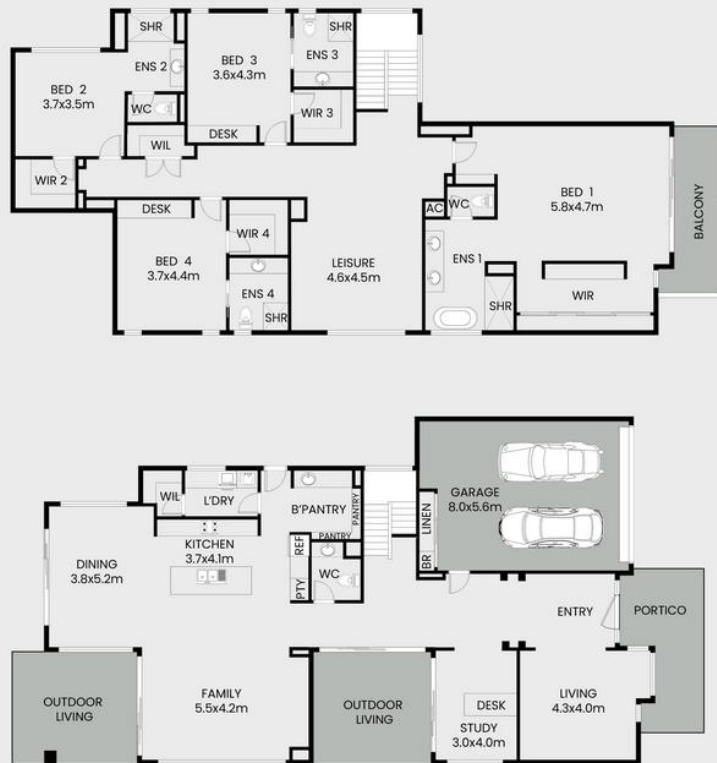 SHR
ENS 2
BED 2
3.7x3.5m
WC
WIL
WIR 2
BED 3
3.6x4.3m
DESK
SHR
ENS 3
WIR 3
DESK
BED 4
3.7x4.4m
WIR 4
ENS 4
SHR
LEISURE
4.6x4.5m
AC
WC
ENS 1
SHR
BED 1
5.8x4.7m
WIR
BALCONY
WIL
L'DRY
B'PANTRY
PANTRY
PANTRY
KITCHEN
3.7x4.1m
REF
PTY
WC
DINING
3.8x5.2m
LINEN
BR
GARAGE
8.0x5.6m
ENTRY
PORTICO
OUTDOOR
LIVING
FAMILY
5.5x4.2m
OUTDOOR
LIVING
DESK
STUDY
3.0x4.0m
LIVING
4.3x4.0m